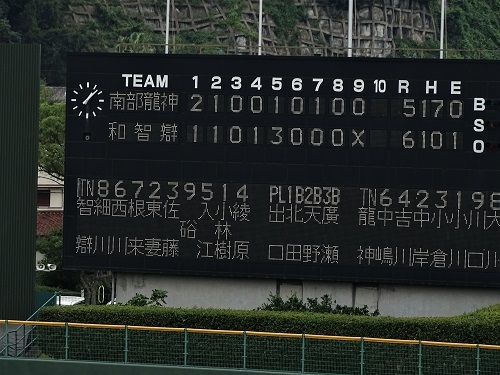 TEAM 1 2 3 4 5 6 7 8 9 10 R H E
南部龍神 2 1 0 0 1 0 1 0 0 5 17 0
和智辯 1 1 0 1 3 0 0 0 X 6 10 1
B
S
O
TN 8 6 7 2 3 9 5 1 4 PL 1B 2B 3B TN 6 4 2 3 1 9 8
智細西根東佐 入小綾 出北天廣 龍中吉中小小川大
硲 林
辯川川来妻藤 江樹原 口田野瀬 神嶋川岸倉川口川